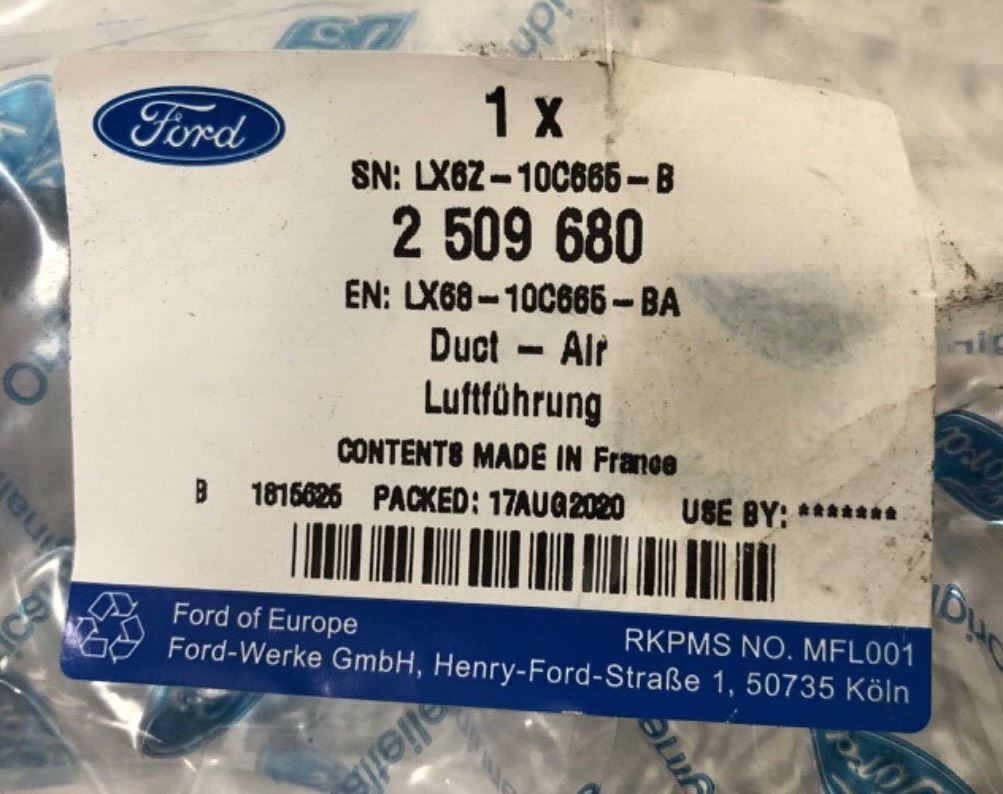 Ford
1 x
SN: LX6Z-10C665-B
2 509 680
EN: LX68-10C665-BA
Duct - Air
Luftführung
CONTENTS MADE IN France
B 1815625 PACKED: 17AUG2020 USE BY: *******
Ford of Europe
RKPMS NO. MFL001
Ford-Werke GmbH, Henry-Ford-Straße 1, 50735 Köln